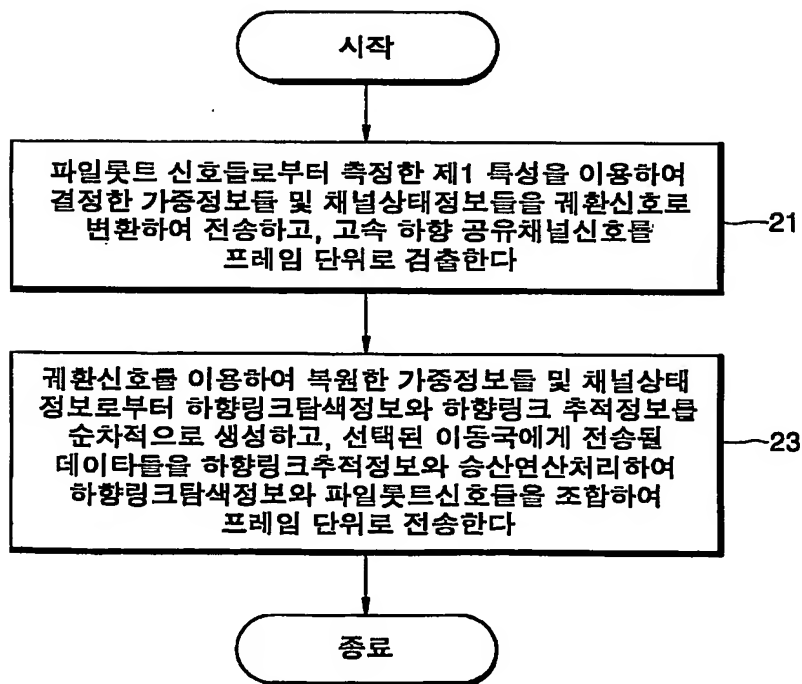 시작
파일롯트 신호들로부터 측정한 제1 특성을 이용하여
결정한 가중정보들 및 채널상태정보들을 궤환신호로
변환하여 전송하고, 고속 하향 공유채널신호를
프레임 단위로 검출한다
21
궤환신호를 이용하여 복원한 가중정보들 및 채널상태
정보로부터 하향링크탐색정보와 하향링크 추적정보를
순차적으로 생성하고, 선택된 이동국에게 전송될
데이타들을 하향링크추적정보와 승산연산처리하여
하향링크탐색정보와 파일롯트신호들을 조합하여
프레임 단위로 전송한다
23
종료